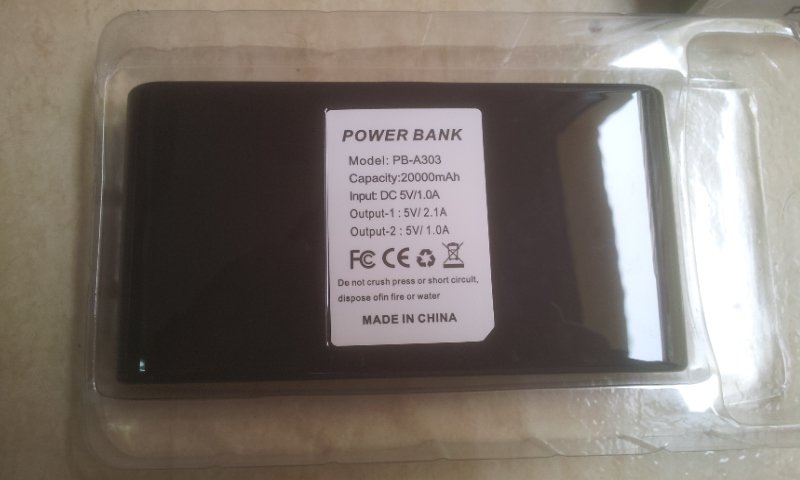 POWER BANK
Model: PB-A303
Capacity:20000mAh
Input: DC 5V/1.0A
Output-1 : 5V/ 2.1A
Output-2 : 5V/ 1.0A
FC CE
Do not crush press or short circuit,
dispose ofin fire or water
MADE IN CHINA